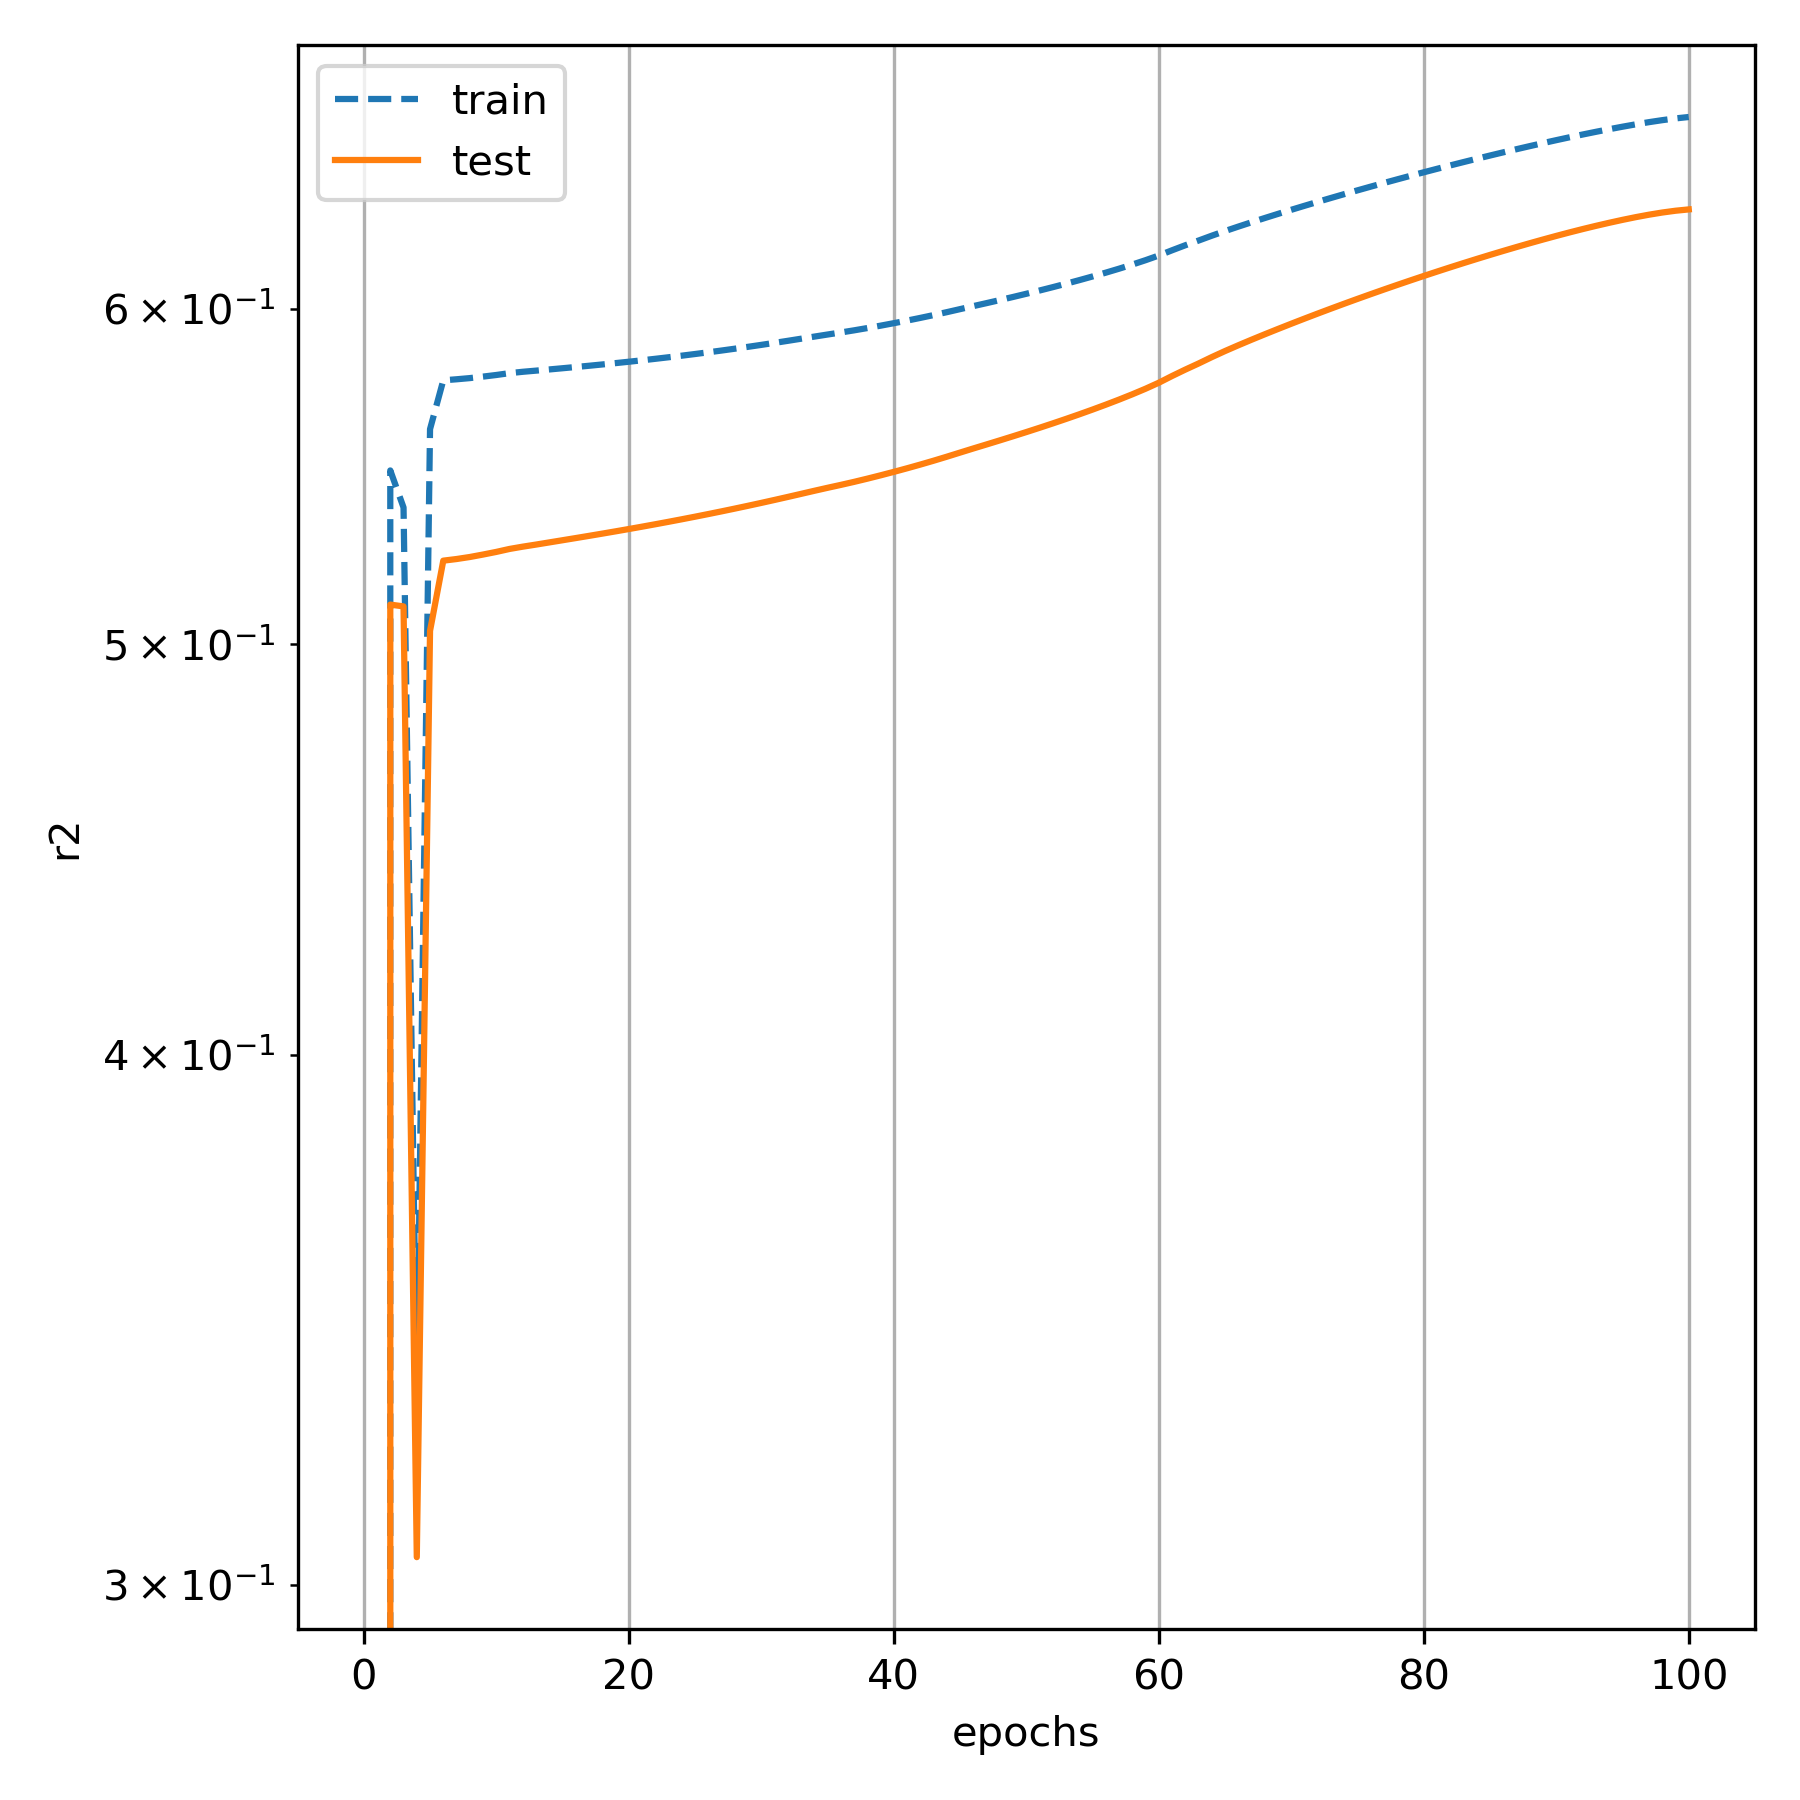 train
test
6 × 10⁻¹
5 × 10⁻¹
4 × 10⁻¹
3 × 10⁻¹
r2
0 20 40 60 80 100
epochs